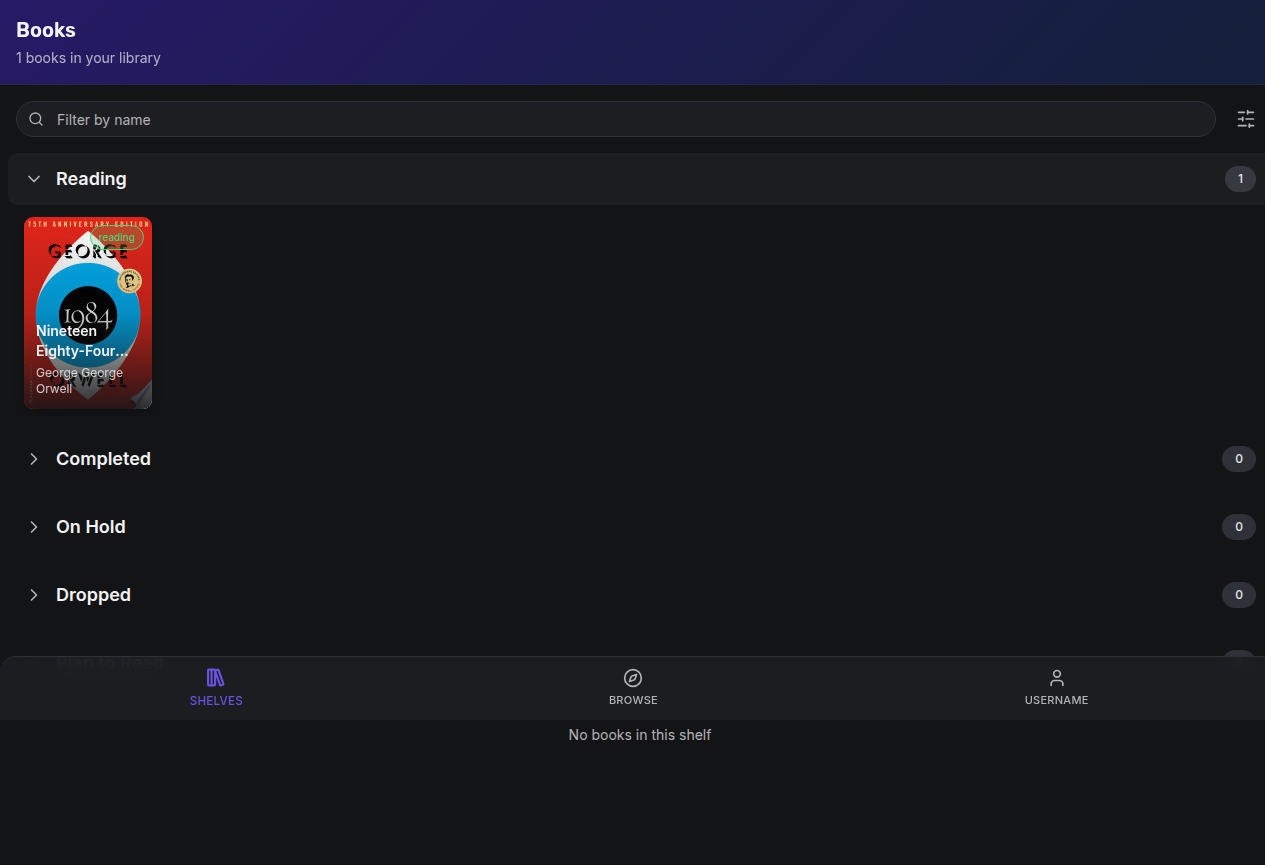 Books
1 books in your library
Filter by name
Reading
1
75TH ANNIVERSARY EDITION
reading
GEORGE
1984
Nineteen
Eighty-Four…
George George
Orwell
ORWELL
Completed
0
On Hold
0
Dropped
0
Plan to Read
SHELVES
BROWSE
USERNAME
No books in this shelf